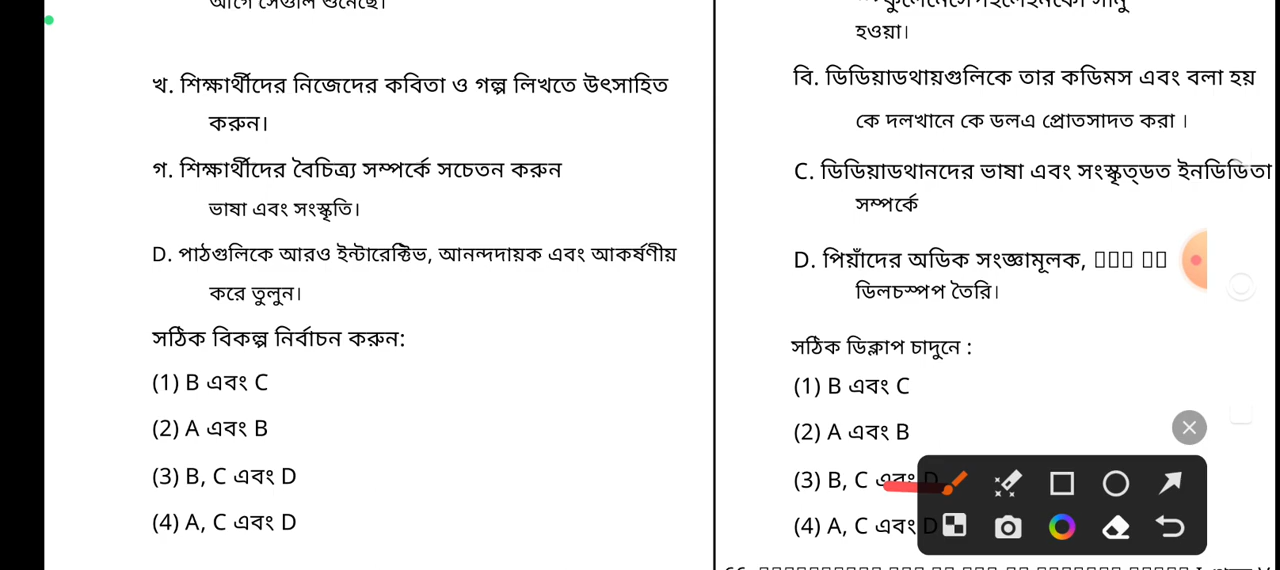 খ. শিক্ষার্থীদের নিজেদের কবিতা ও গল্প লিখতে উৎসাহিত
করুন।
গ. শিক্ষার্থীদের বৈচিত্র্য সম্পর্কে সচেতন করুন
ভাষা এবং সংস্কৃতি।
D. পাঠগুলিকে আরও ইন্টারেক্টিভ, আনন্দদায়ক এবং আকর্ষণীয়
করে তুলুন।
সঠিক বিকল্প নির্বাচন করুন:
(1) B এবং C
(2) A এবং B
(3) B, C এবং D
(4) A, C এবং D
হওয়া।
বি. ডিডিয়াডথায়গুলিকে তার কডিমস এবং বলা হয়
কে দলখানে কে ডলএ প্রোতসাদত করা ।
C. ডিডিয়াডথানদের ভাষা এবং সংস্কৃত্ডত ইনডিডিতা
সম্পর্কে
D. পিয়াঁদের অডিক সংজ্ঞামূলক,
ডিলচস্পপ তৈরি।
সঠিক ডিক্লাপ চাদুনে :
(1) B এবং C
(2) A এবং B
(3) B, C এবং D
(4) A, C এবং D